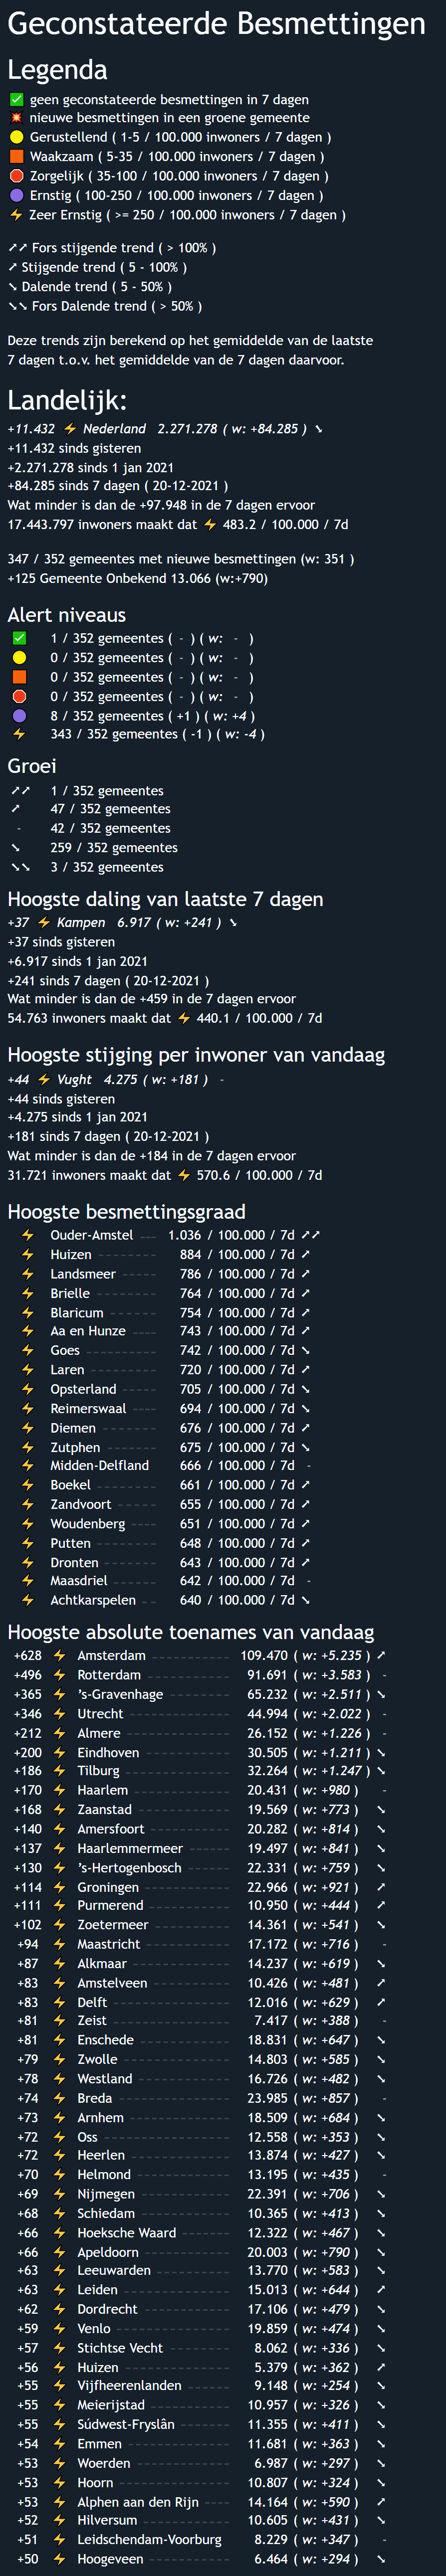 Geconstateerde Besmettingen
Legenda
✅ geen geconstateerde besmettingen in 7 dagen
💥 nieuwe besmettingen in een groene gemeente
🟡 Gerustellend ( 1-5 / 100.000 inwoners / 7 dagen )
🟧 Waakzaam ( 5-35 / 100.000 inwoners / 7 dagen )
🛑 Zorgelijk ( 35-100 / 100.000 inwoners / 7 dagen )
🟣 Ernstig ( 100-250 / 100.000 inwoners / 7 dagen )
⚡ Zeer Ernstig ( >= 250 / 100.000 inwoners / 7 dagen )
➚➚ Fors stijgende trend ( > 100% )
➚ Stijgende trend ( 5 - 100% )
➘ Dalende trend ( 5 - 50% )
➘➘ Fors Dalende trend ( > 50% )
Deze trends zijn berekend op het gemiddelde van de laatste
7 dagen t.o.v. het gemiddelde van de 7 dagen daarvoor.
Landelijk:
+11.432 ⚡ Nederland 2.271.278 ( w: +84.285 ) ➘
+11.432 sinds gisteren
+2.271.278 sinds 1 jan 2021
+84.285 sinds 7 dagen ( 20-12-2021 )
Wat minder is dan de +97.948 in de 7 dagen ervoor
17.443.797 inwoners maakt dat ⚡ 483.2 / 100.000 / 7d
347 / 352 gemeentes met nieuwe besmettingen (w: 351 )
+125 Gemeente Onbekend 13.066 (w:+790)
Alert niveaus
✅ 1 / 352 gemeentes ( - ) ( w: - )
🟡 0 / 352 gemeentes ( - ) ( w: - )
🟧 0 / 352 gemeentes ( - ) ( w: - )
🛑 0 / 352 gemeentes ( - ) ( w: - )
🟣 8 / 352 gemeentes ( +1 ) ( w: +4 )
⚡ 343 / 352 gemeentes ( -1 ) ( w: -4 )
Groei
➚➚ 1 / 352 gemeentes
➚ 47 / 352 gemeentes
- 42 / 352 gemeentes
➘ 259 / 352 gemeentes
➘➘ 3 / 352 gemeentes
Hoogste daling van laatste 7 dagen
+37 ⚡ Kampen 6.917 ( w: +241 ) ➘
+37 sinds gisteren
+6.917 sinds 1 jan 2021
+241 sinds 7 dagen ( 20-12-2021 )
Wat minder is dan de +459 in de 7 dagen ervoor
54.763 inwoners maakt dat ⚡ 440.1 / 100.000 / 7d
Hoogste stijging per inwoner van vandaag
+44 ⚡ Vught 4.275 ( w: +181 ) -
+44 sinds gisteren
+4.275 sinds 1 jan 2021
+181 sinds 7 dagen ( 20-12-2021 )
Wat minder is dan de +184 in de 7 dagen ervoor
31.721 inwoners maakt dat ⚡ 570.6 / 100.000 / 7d
Hoogste besmettingsgraad
⚡ Ouder-Amstel 1.036 / 100.000 / 7d ➚➚
⚡ Huizen 884 / 100.000 / 7d ➚
⚡ Landsmeer 786 / 100.000 / 7d ➚
⚡ Brielle 764 / 100.000 / 7d ➚
⚡ Blaricum 754 / 100.000 / 7d ➚
⚡ Aa en Hunze 743 / 100.000 / 7d ➚
⚡ Goes 742 / 100.000 / 7d ➘
⚡ Laren 720 / 100.000 / 7d ➚
⚡ Opsterland 705 / 100.000 / 7d ➘
⚡ Reimerswaal 694 / 100.000 / 7d ➘
⚡ Diemen 676 / 100.000 / 7d ➚
⚡ Zutphen 675 / 100.000 / 7d ➘
⚡ Midden-Delfland 666 / 100.000 / 7d -
⚡ Boekel 661 / 100.000 / 7d ➚
⚡ Zandvoort 655 / 100.000 / 7d ➚
⚡ Woudenberg 651 / 100.000 / 7d ➚
⚡ Putten 648 / 100.000 / 7d ➚
⚡ Dronten 643 / 100.000 / 7d ➚
⚡ Maasdriel 642 / 100.000 / 7d -
⚡ Achtkarspelen 640 / 100.000 / 7d ➘
Hoogste absolute toenames van vandaag
+628 ⚡ Amsterdam 109.470 ( w: +5.235 ) ➚
+496 ⚡ Rotterdam 91.691 ( w: +3.583 ) -
+365 ⚡ 's-Gravenhage 65.232 ( w: +2.511 ) ➘
+346 ⚡ Utrecht 44.994 ( w: +2.022 ) -
+212 ⚡ Almere 26.152 ( w: +1.226 ) -
+200 ⚡ Eindhoven 30.505 ( w: +1.211 ) ➘
+186 ⚡ Tilburg 32.264 ( w: +1.247 ) ➘
+170 ⚡ Haarlem 20.431 ( w: +980 ) -
+168 ⚡ Zaanstad 19.569 ( w: +773 ) ➘
+140 ⚡ Amersfoort 20.282 ( w: +814 ) ➘
+137 ⚡ Haarlemmermeer 19.497 ( w: +841 ) ➘
+130 ⚡ 's-Hertogenbosch 22.331 ( w: +759 ) ➘
+114 ⚡ Groningen 22.966 ( w: +921 ) ➚
+111 ⚡ Purmerend 10.950 ( w: +444 ) ➚
+102 ⚡ Zoetermeer 14.361 ( w: +541 ) ➘
+94 ⚡ Maastricht 17.172 ( w: +716 ) -
+87 ⚡ Alkmaar 14.237 ( w: +619 ) ➘
+83 ⚡ Amstelveen 10.426 ( w: +481 ) ➚
+83 ⚡ Delft 12.016 ( w: +629 ) ➚
+81 ⚡ Zeist 7.417 ( w: +388 ) -
+81 ⚡ Enschede 18.831 ( w: +647 ) ➘
+79 ⚡ Zwolle 14.803 ( w: +585 ) ➘
+78 ⚡ Westland 16.726 ( w: +482 ) ➘
+74 ⚡ Breda 23.985 ( w: +857 ) -
+73 ⚡ Arnhem 18.509 ( w: +684 ) ➘
+72 ⚡ Oss 12.558 ( w: +353 ) ➘
+72 ⚡ Heerlen 13.874 ( w: +427 ) ➘
+70 ⚡ Helmond 13.195 ( w: +435 ) -
+69 ⚡ Nijmegen 22.391 ( w: +706 ) ➘
+68 ⚡ Schiedam 10.365 ( w: +413 ) ➘
+66 ⚡ Hoeksche Waard 12.322 ( w: +467 ) ➘
+66 ⚡ Apeldoorn 20.003 ( w: +790 ) ➘
+63 ⚡ Leeuwarden 13.770 ( w: +583 ) ➘
+63 ⚡ Leiden 15.013 ( w: +644 ) ➚
+62 ⚡ Dordrecht 17.106 ( w: +479 ) ➘
+59 ⚡ Venlo 19.859 ( w: +474 ) ➘
+57 ⚡ Stichtse Vecht 8.062 ( w: +336 ) ➘
+56 ⚡ Huizen 5.379 ( w: +362 ) ➚
+55 ⚡ Vijfheerenlanden 9.148 ( w: +254 ) ➘
+55 ⚡ Meierijstad 10.957 ( w: +326 ) ➘
+55 ⚡ Súdwest-Fryslân 11.355 ( w: +411 ) ➘
+54 ⚡ Emmen 11.681 ( w: +363 ) ➘
+53 ⚡ Woerden 6.987 ( w: +297 ) ➘
+53 ⚡ Hoorn 10.807 ( w: +324 ) ➘
+53 ⚡ Alphen aan den Rijn 14.164 ( w: +590 ) ➚
+52 ⚡ Hilversum 10.605 ( w: +431 ) ➘
+51 ⚡ Leidschendam-Voorburg 8.229 ( w: +347 ) -
+50 ⚡ Hoogeveen 6.464 ( w: +294 ) ➘